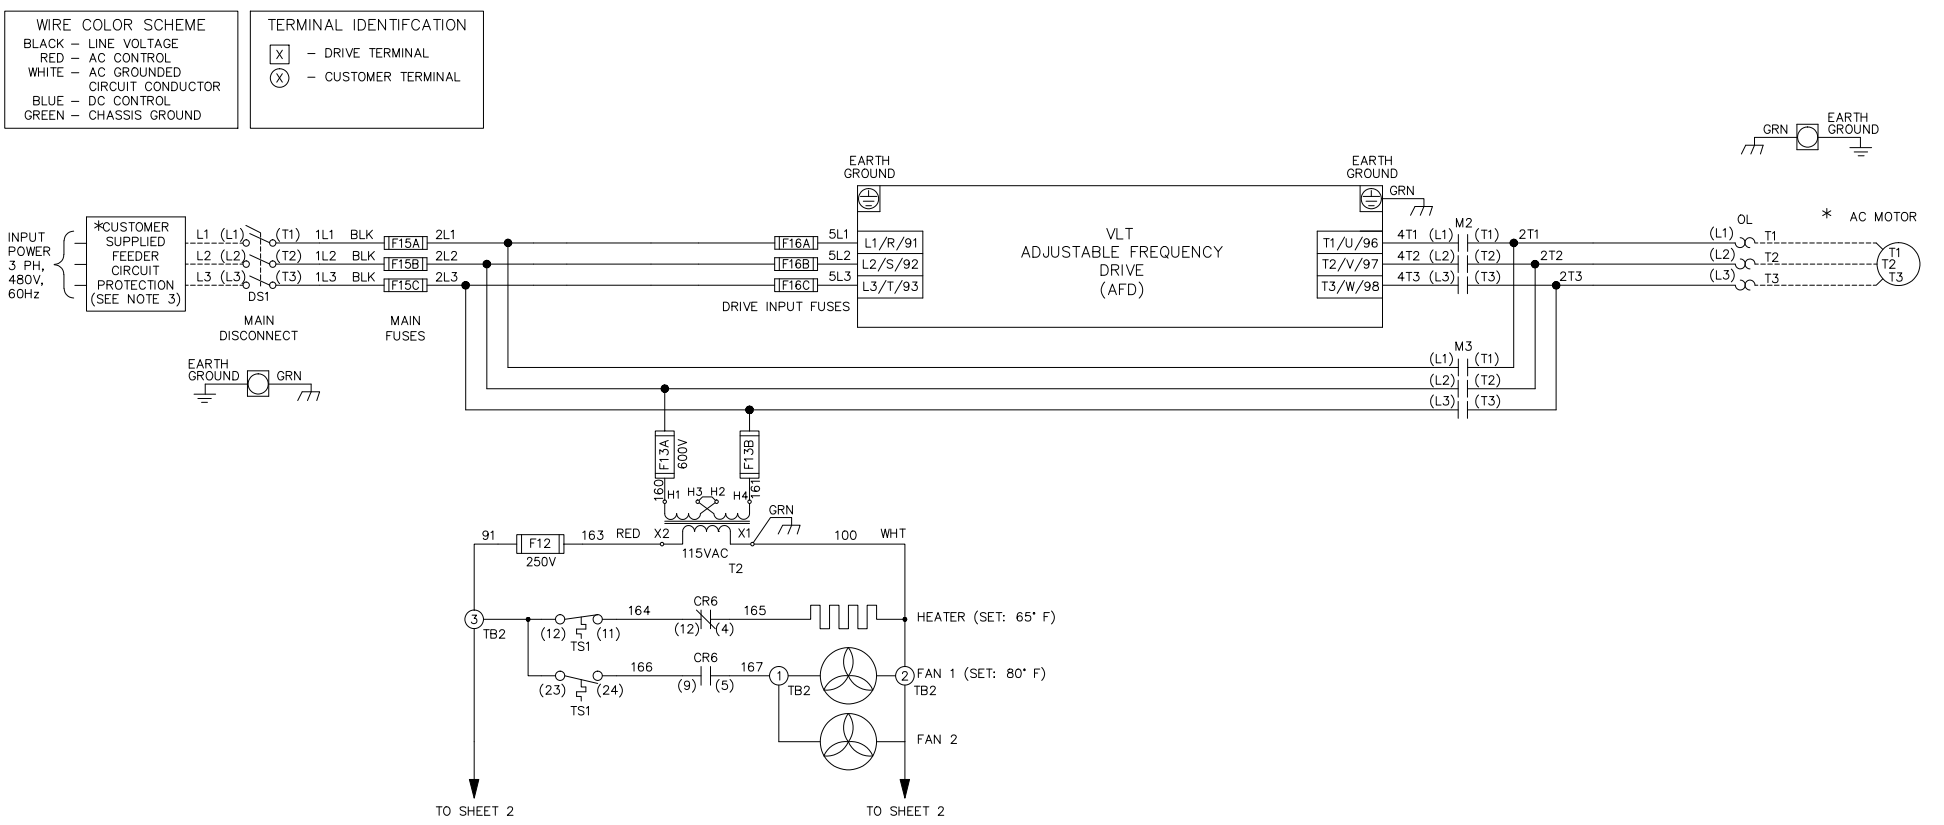 WIRE COLOR SCHEME
BLACK – LINE VOLTAGE
RED – AC CONTROL
WHITE – AC GROUNDED
CIRCUIT CONDUCTOR
BLUE – DC CONTROL
GREEN – CHASSIS GROUND
TERMINAL IDENTIFCATION
X – DRIVE TERMINAL
X – CUSTOMER TERMINAL
GRN
EARTH
GROUND
INPUT
POWER
3 PH,
480V,
60Hz
*CUSTOMER
SUPPLIED
FEEDER
CIRCUIT
PROTECTION
(SEE NOTE 3)
L1 (L1) (T1) 1L1 BLK F15A 2L1
L2 (L2) (T2) 1L2 BLK F15B 2L2
L3 (L3) (T3) 1L3 BLK F15C 2L3
DS1
MAIN
DISCONNECT
MAIN
FUSES
EARTH
GROUND
GRN
F16A 5L1
F16B 5L2
F16C 5L3
DRIVE INPUT FUSES
EARTH
GROUND
L1/R/91
L2/S/92
L3/T/93
VLT
ADJUSTABLE FREQUENCY
DRIVE
(AFD)
EARTH
GROUND
GRN
T1/U/96
T2/V/97
T3/W/98
M2
4T1 (L1) (T1) 2T1
4T2 (L2) (T2) 2T2
4T3 (L3) (T3) 2T3
OL
(L1) T1
(L2) T2
(L3) T3
* AC MOTOR
T1
T2
T3
M3
(L1) (T1)
(L2) (T2)
(L3) (T3)
F13A
600V
F13B
160
161
H1 H3 H2 H4
GRN
91 F12 163 RED X2 X1 100 WHT
250V
115VAC
T2
3
TB2
(12) (11)
TS1
164
CR6
(12) (4)
165
HEATER (SET: 65° F)
(23) (24)
TS1
166
CR6
(9) (5)
167
1
TB2
2
TB2
FAN 1 (SET: 80° F)
FAN 2
TO SHEET 2
TO SHEET 2